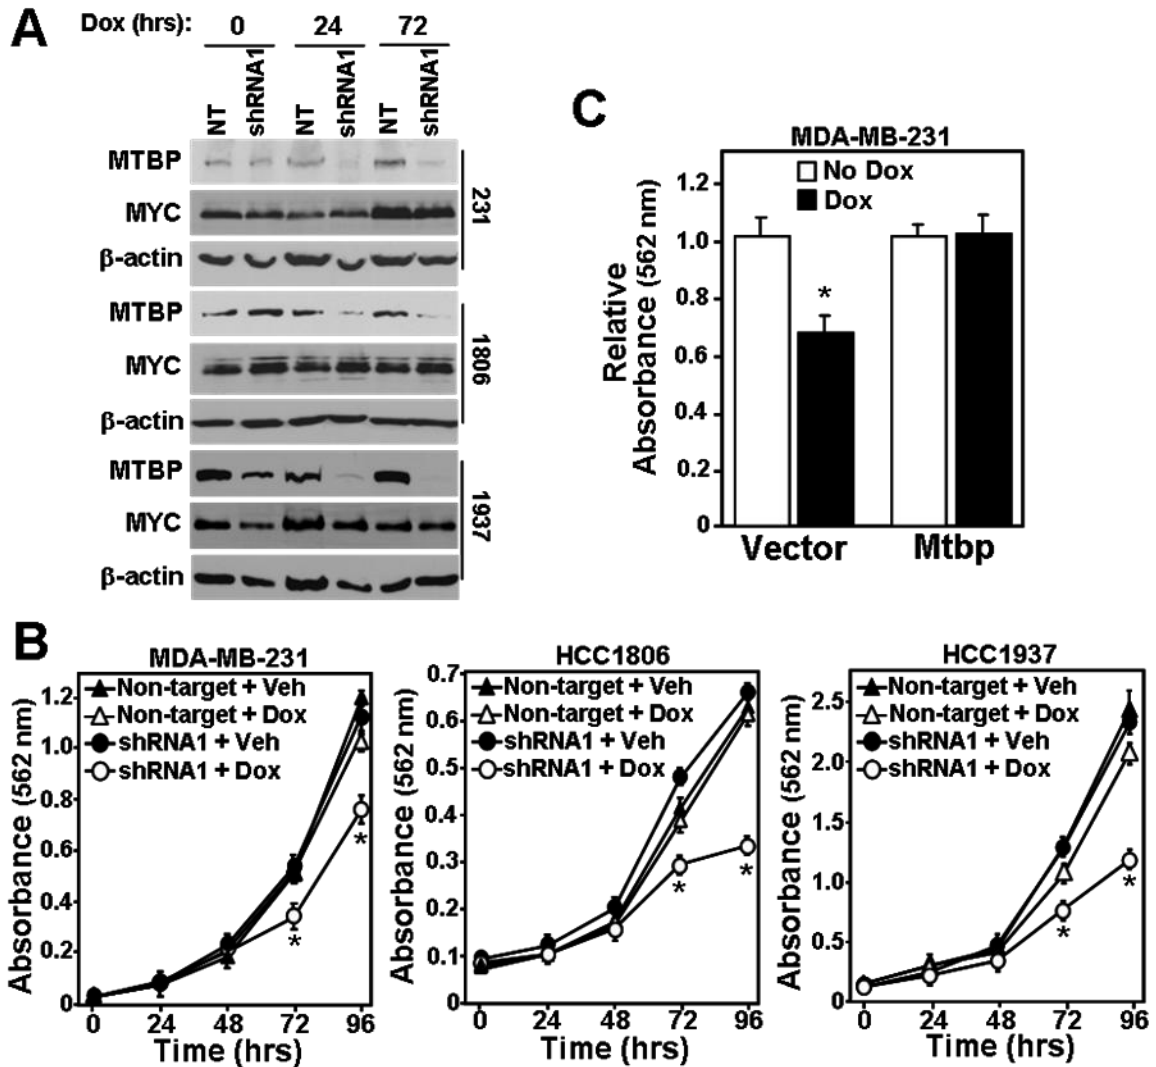 A
Dox (hrs): 0 24 72
NT shRNA1 NT shRNA1 NT shRNA1
MTBP
MYC
β-actin
231
MTBP
MYC
β-actin
1806
MTBP
MYC
β-actin
1937
C
MDA-MB-231
No Dox
Dox
Relative
Absorbance (562 nm)
1.2
1.0
0.8
0.6
0.4
0.2
0
*
Vector Mtbp
B
MDA-MB-231
Non-target + Veh
Non-target + Dox
shRNA1 + Veh
shRNA1 + Dox
Absorbance (562 nm)
1.2
1.0
0.8
0.6
0.4
0.2
0
* *
0 24 48 72 96
Time (hrs)
HCC1806
Non-target + Veh
Non-target + Dox
shRNA1 + Veh
shRNA1 + Dox
Absorbance (562 nm)
0.7
0.6
0.5
0.4
0.3
0.2
0.1
0
* *
0 24 48 72 96
Time (hrs)
HCC1937
Non-target + Veh
Non-target + Dox
shRNA1 + Veh
shRNA1 + Dox
Absorbance (562 nm)
2.5
2.0
1.5
1.0
0.5
0
* *
0 24 48 72 96
Time (hrs)